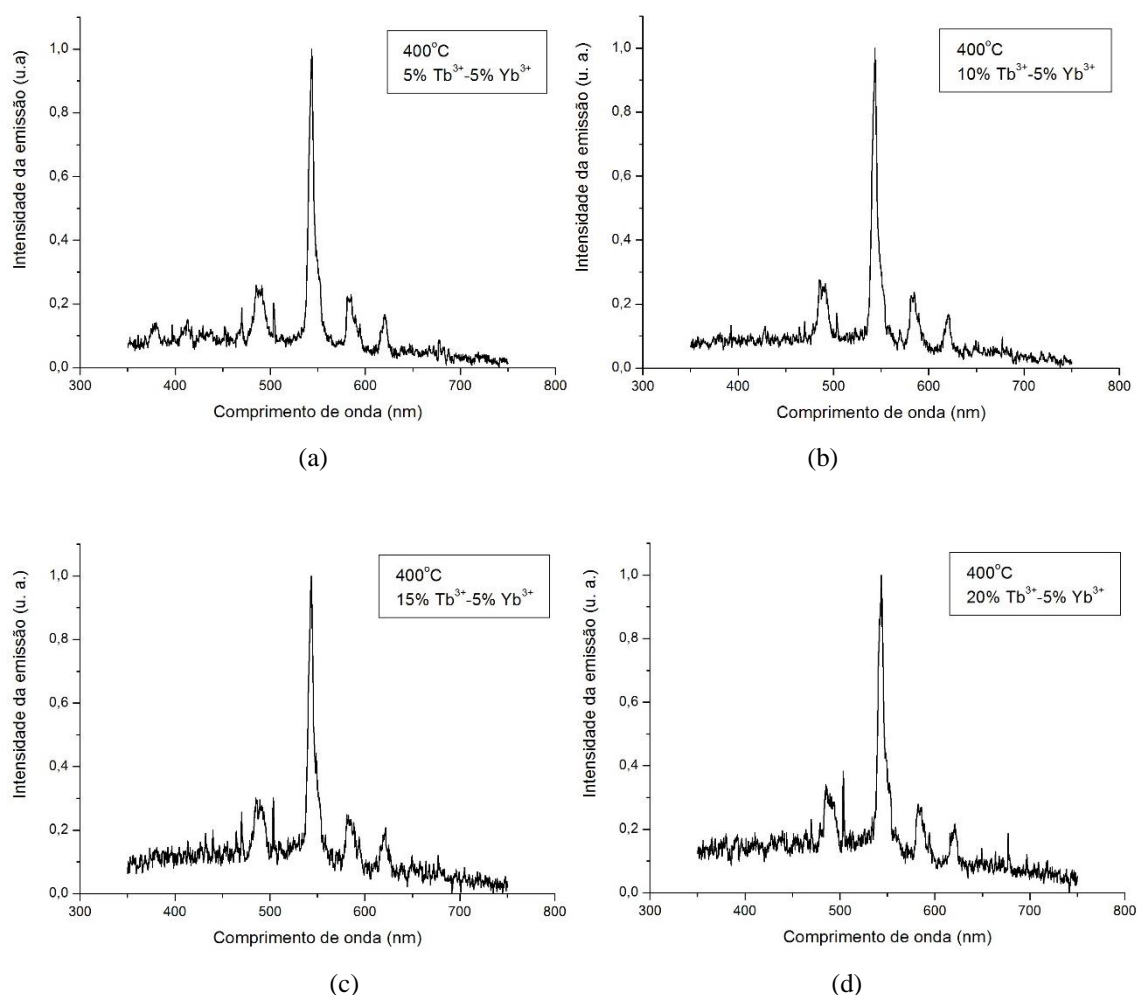 400°C
5% Tb³⁺-5% Yb³⁺
Intensidade da emissão (u.a)
1,0
0,8
0,6
0,4
0,2
0,0
300 400 500 600 700 800
Comprimento de onda (nm)
(a)
400°C
10% Tb³⁺-5% Yb³⁺
Intensidade da emissão (u. a.)
1,0
0,8
0,6
0,4
0,2
0,0
300 400 500 600 700 800
Comprimento de onda (nm)
(b)
400°C
15% Tb³⁺-5% Yb³⁺
Intensidade da emissão (u. a.)
1,0
0,8
0,6
0,4
0,2
0,0
300 400 500 600 700 800
Comprimento de onda (nm)
(c)
400°C
20% Tb³⁺-5% Yb³⁺
Intensidade da emissão (u. a.)
1,0
0,8
0,6
0,4
0,2
0,0
300 400 500 600 700 800
Comprimento de onda (nm)
(d)